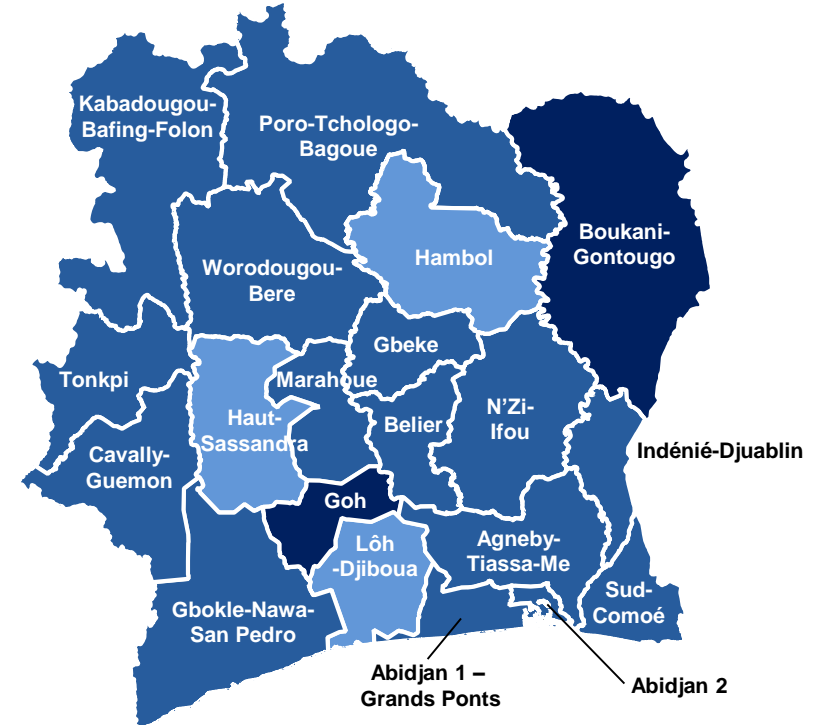 Kabadougou-
Bafing-Folon
Poro-Tchologo-
Bagoue
Boukani-
Gontougo
Hambol
Worodougou-
Bere
Gbeke
Tonkpi
Marahoue
N'Zi-
Ifou
Haut-
Sassandra
Belier
Indénié-Djuablin
Cavally-
Guemon
Goh
Lôh
-Djiboua
Agneby-
Tiassa-Me
Sud-
Comoé
Gbokle-Nawa-
San Pedro
Abidjan 1 –
Grands Ponts
Abidjan 2